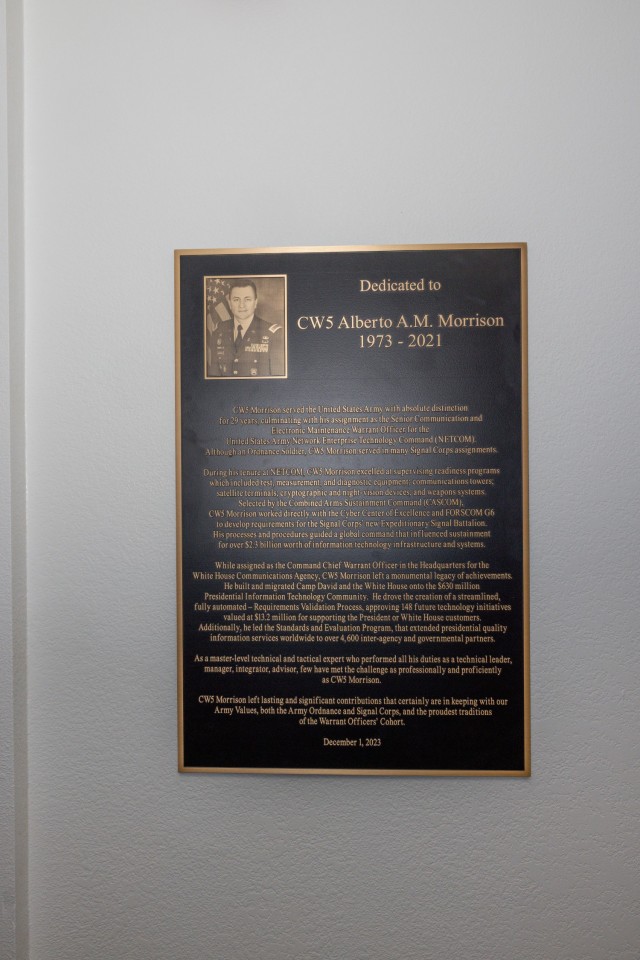 Dedicated to
CW5 Alberto A.M. Morrison
1973 - 2021
CW5 Morrison served the United States Army with absolute distinction
for 29 years, culminating with his assignment as the Senior Communication and
Electronic Maintenance Warrant Officer for the
United States Army Network Enterprise Technology Command (NETCOM).
Although an Ordnance Soldier, CW5 Morrison served in many Signal Corps assignments.
During his tenure at NETCOM, CW5 Morrison excelled at supervising readiness programs
which included test, measurement, and diagnostic equipment; communications towers;
satellite terminals; cryptographic and night-vision devices; and weapons systems.
Selected by the Combined Arms Sustainment Command (CASCOM),
CW5 Morrison worked directly with the Cyber Center of Excellence and FORSCOM G6
to develop requirements for the Signal Corps' new Expeditionary Signal Battalion.
His processes and procedures guided a global command that influenced sustainment
for over $2.3 billion worth of information technology infrastructure and systems.
While assigned as the Command Chief Warrant Officer in the Headquarters for the
White House Communications Agency, CW5 Morrison left a monumental legacy of achievements.
He built and migrated Camp David and the White House onto the $630 million
Presidential Information Technology Community. He drove the creation of a streamlined,
fully automated – Requirements Validation Process, approving 148 future technology initiatives
valued at $13.2 million for supporting the President or White House customers.
Additionally, he led the Standards and Evaluation Program, that extended presidential quality
information services worldwide to over 4,600 inter-agency and governmental partners.
As a master-level technical and tactical expert who performed all his duties as a technical leader,
manager, integrator, advisor, few have met the challenge as professionally and proficiently
as CW5 Morrison.
CW5 Morrison left lasting and significant contributions that certainly are in keeping with our
Army Values, both the Army Ordnance and Signal Corps, and the proudest traditions
of the Warrant Officers' Cohort.
December 1, 2023